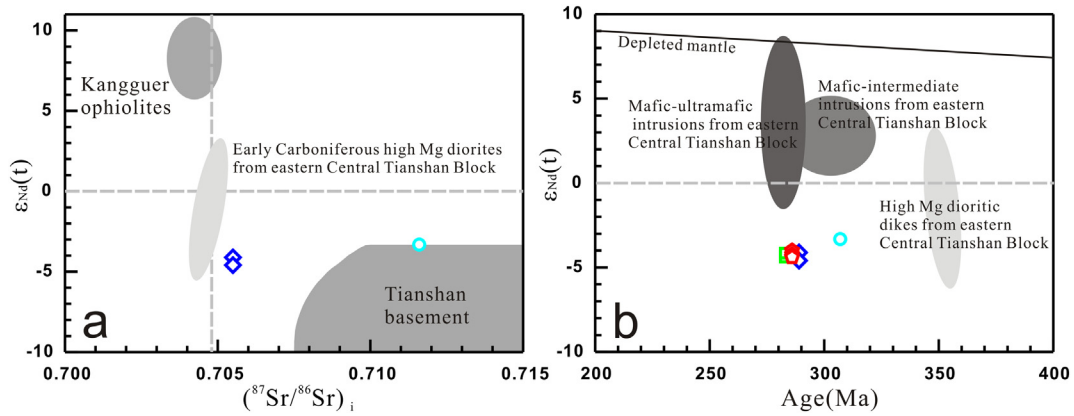 10
5
0
-5
-10
εNd(t)
Kangguer
ophiolites
Early Carboniferous high Mg diorites
from eastern Central Tianshan Block
Tianshan
basement
a
0.700
0.705
0.710
0.715
(87Sr/86Sr) i
10
5
0
-5
-10
εNd(t)
Depleted mantle
Mafic-ultramafic
intrusions from eastern
Central Tianshan Block
Mafic-intermediate
intrusions from eastern
Central Tianshan Block
High Mg dioritic
dikes from eastern
Central Tianshan Block
b
200
250
300
350
400
Age(Ma)